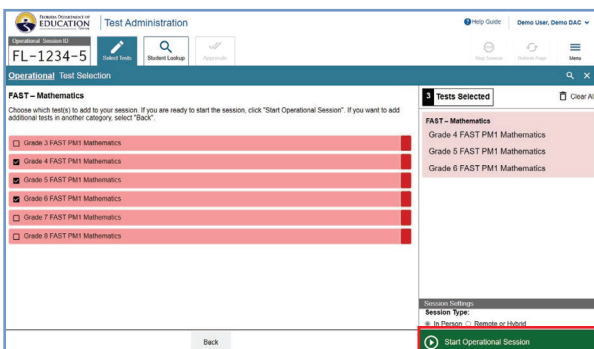 FLORIDA DEPARTMENT OF
EDUCATION
Test Administration
Help Guide
Demo User, Demo DAC
Operational Session ID
FL-1234-5
Select Tests
Student Lookup
Approvals
Stop Session
Refresh Page
Menu
Operational Test Selection
FAST – Mathematics
Choose which test(s) to add to your session. If you are ready to start the session, click "Start Operational Session". If you want to add
additional tests in another category, select "Back".
Grade 3 FAST PM1 Mathematics
Grade 4 FAST PM1 Mathematics
Grade 5 FAST PM1 Mathematics
Grade 6 FAST PM1 Mathematics
Grade 7 FAST PM1 Mathematics
Grade 8 FAST PM1 Mathematics
Back
3 Tests Selected
Clear All
FAST – Mathematics
Grade 4 FAST PM1 Mathematics
Grade 5 FAST PM1 Mathematics
Grade 6 FAST PM1 Mathematics
Session Settings
Session Type:
In Person Remote or Hybrid
Start Operational Session